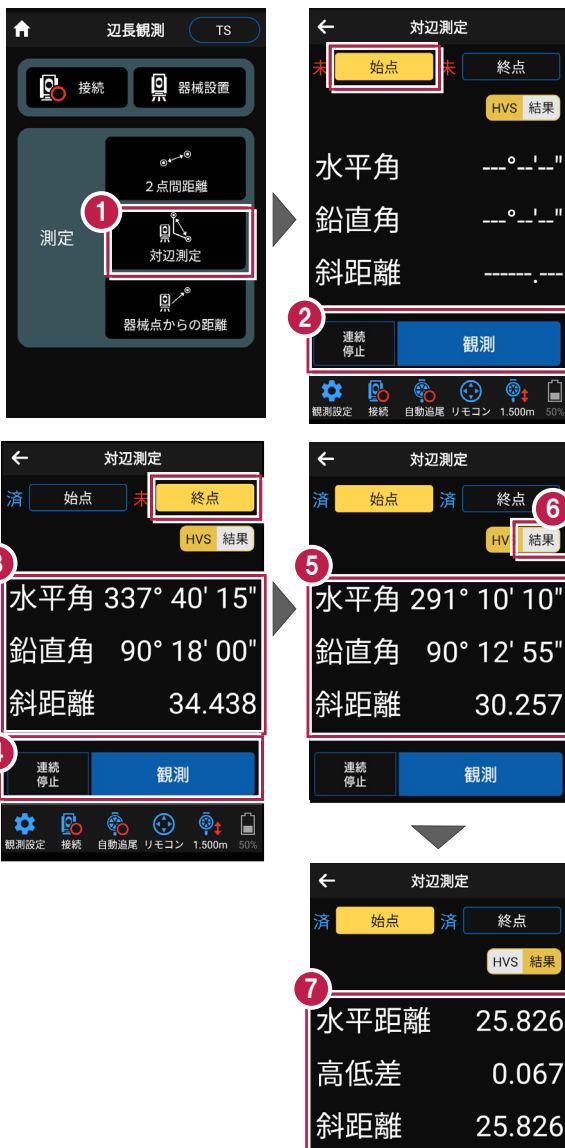 辺長観測 TS
接続 器械設置
測定
2点間距離
1
対辺測定
器械点からの距離
対辺測定
未 始点 未 終点
HVS 結果
水平角 ---°--'--"
鉛直角 ---°--'--"
斜距離 ------.---
2
連続
停止
観測
観測設定 接続 自動追尾 リモコン 1.500m 50%
対辺測定
済 始点 未 終点
HVS 結果
3
水平角 337° 40' 15"
鉛直角 90° 18' 00"
斜距離 34.438
4
連続
停止
観測
観測設定 接続 自動追尾 リモコン 1.500m 50%
対辺測定
済 始点 済 終点
6
HV 結果
5
水平角 291° 10' 10"
鉛直角 90° 12' 55"
斜距離 30.257
連続
停止
観測
対辺測定
済 始点 済 終点
HVS 結果
7
水平距離 25.826
高低差 0.067
斜距離 25.826